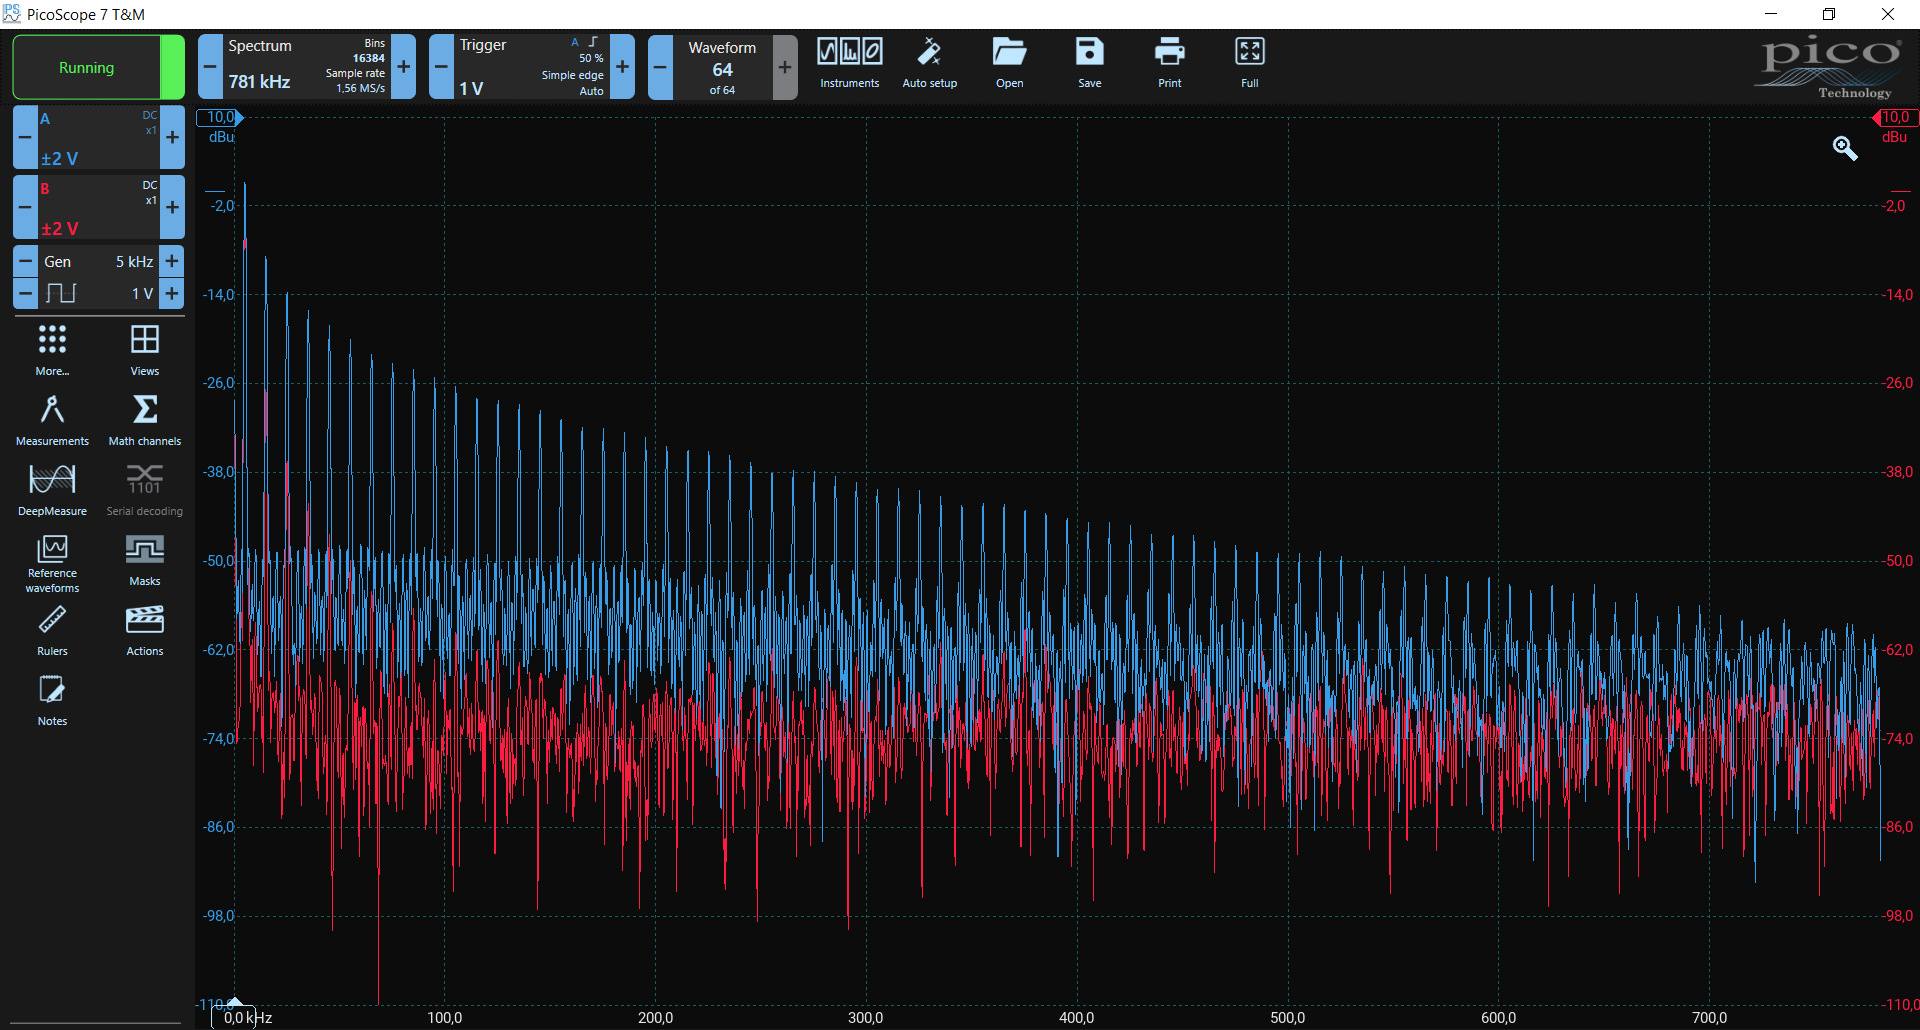 PicoScope 7 T&M
Running
Spectrum
781 kHz
Bins
16384
Sample rate
1,56 MS/s
Trigger
1 V
A
50 %
Simple edge
Auto
Waveform
64
of 64
Instruments
Auto setup
Open
Save
Print
Full
pico
Technology
A
DC
x1
±2 V
B
DC
x1
±2 V
Gen
5 kHz
1 V
More...
Views
Measurements
Math channels
DeepMeasure
1101
Serial decoding
Reference
waveforms
Masks
Rulers
Actions
Notes
10,0
dBu
-2,0
-14,0
-26,0
-38,0
-50,0
-62,0
-74,0
-86,0
-98,0
-110,0
10,0
dBu
-2,0
-14,0
-26,0
-38,0
-50,0
-62,0
-74,0
-86,0
-98,0
-110,0
0,0 kHz
100,0
200,0
300,0
400,0
500,0
600,0
700,0